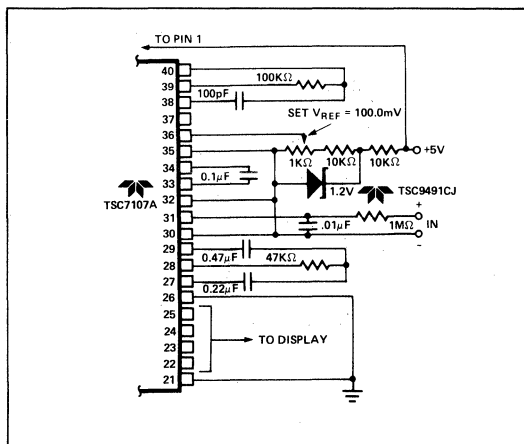 TO PIN 1
40
39
38
37
36
35
34
33
32
31
30
29
28
27
26
25
24
23
22
21
100KΩ
100pF
SET VREF = 100.0mV
1KΩ
10KΩ
10KΩ
+5V
0.1μF
1.2V
TSC9491CJ
TSC7107A
+
.01μF
1MΩ
IN
-
0.47μF
47KΩ
0.22μF
TO DISPLAY